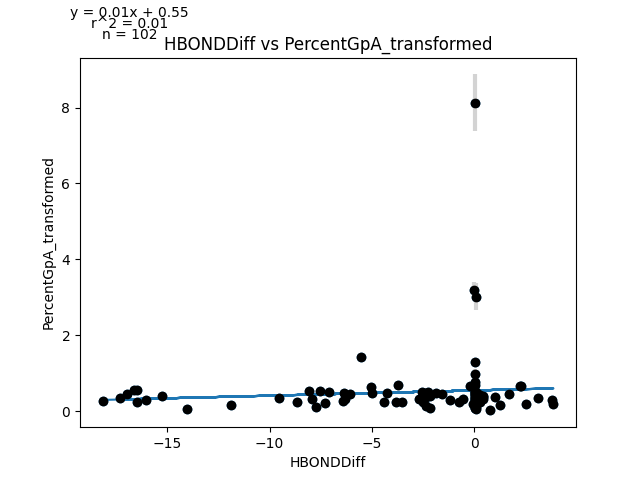 y = 0.01x + 0.55
r^2 = 0.01
n = 102
HBONDDiff vs PercentGpA_transformed
PercentGpA_transformed
8
6
4
2
0
−15
−10
−5
0
HBONDDiff